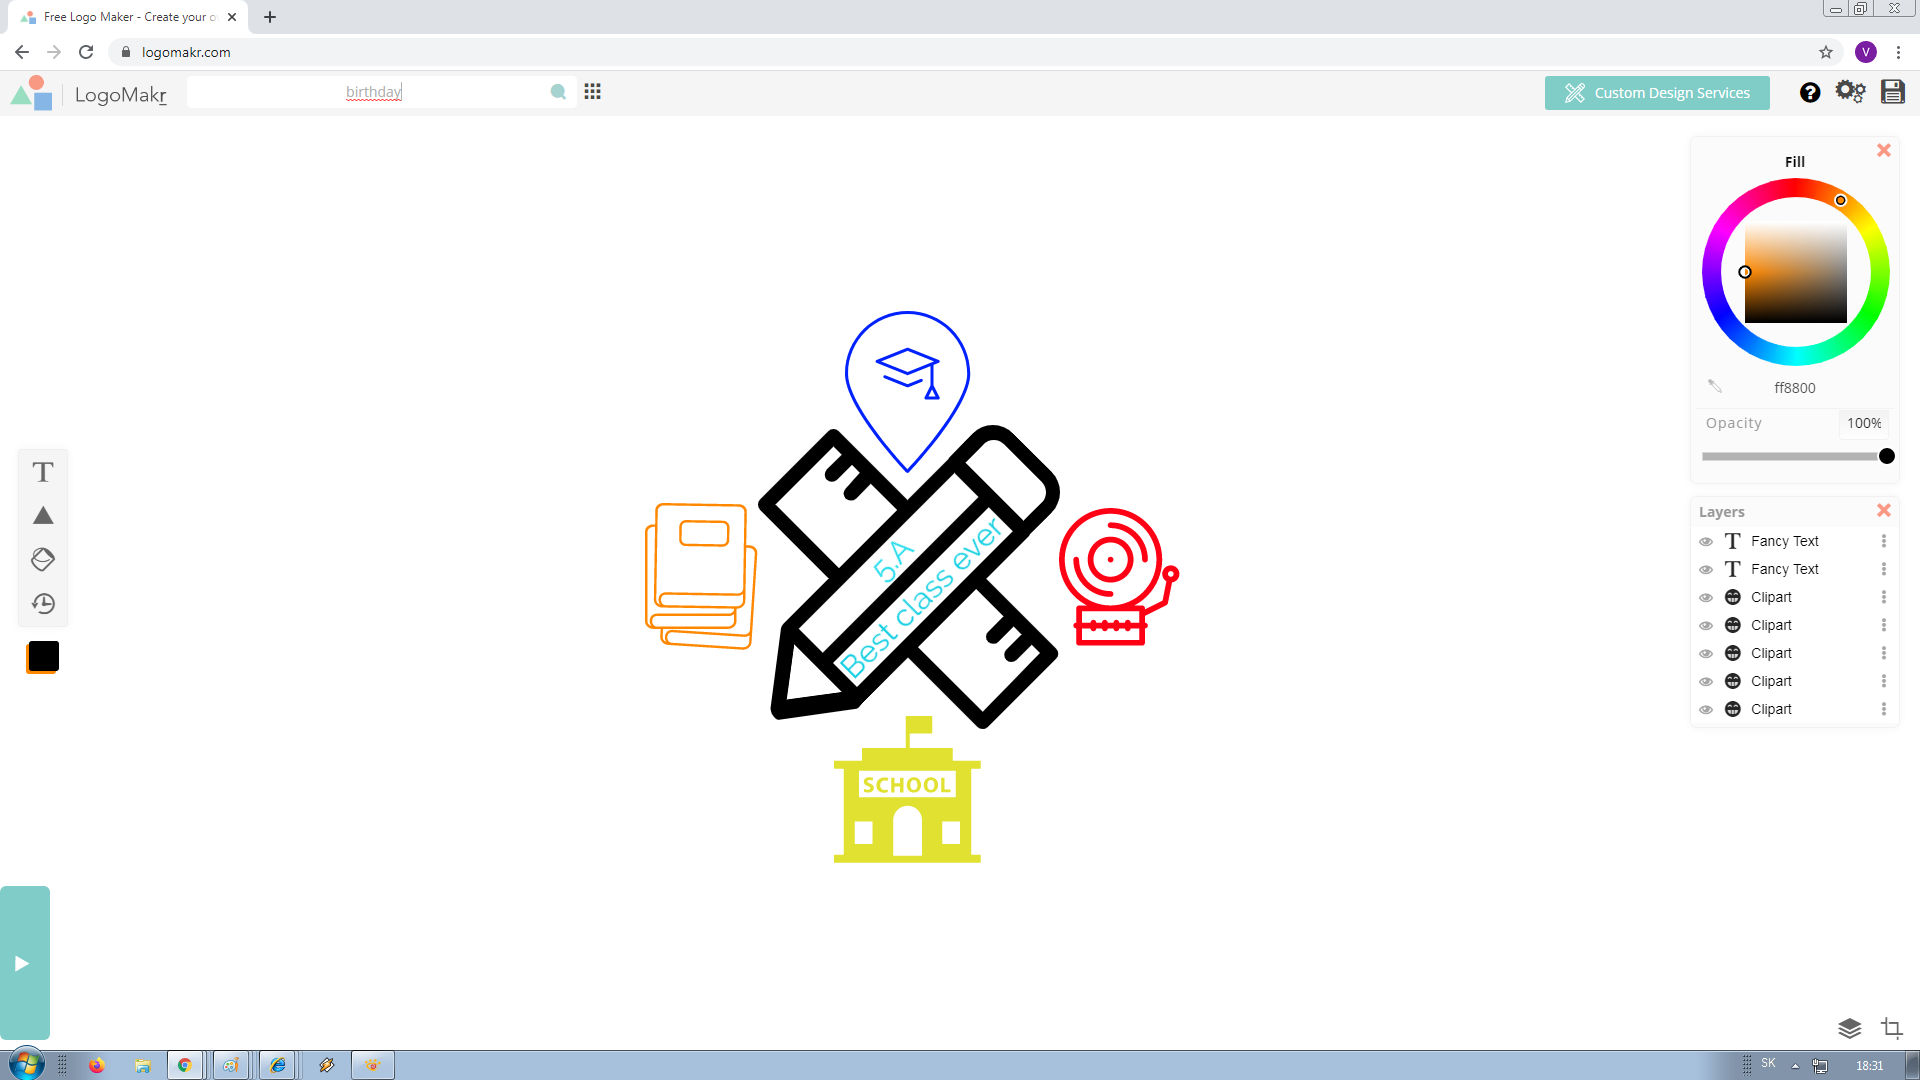 Free Logo Maker - Create your o
logomakr.com
V
LogoMakr
birthday
Custom Design Services
?
Fill
ff8800
Opacity
100%
T
5.A
Best class ever
SCHOOL
Layers
T Fancy Text
T Fancy Text
Clipart
Clipart
Clipart
Clipart
Clipart
SK
18:31